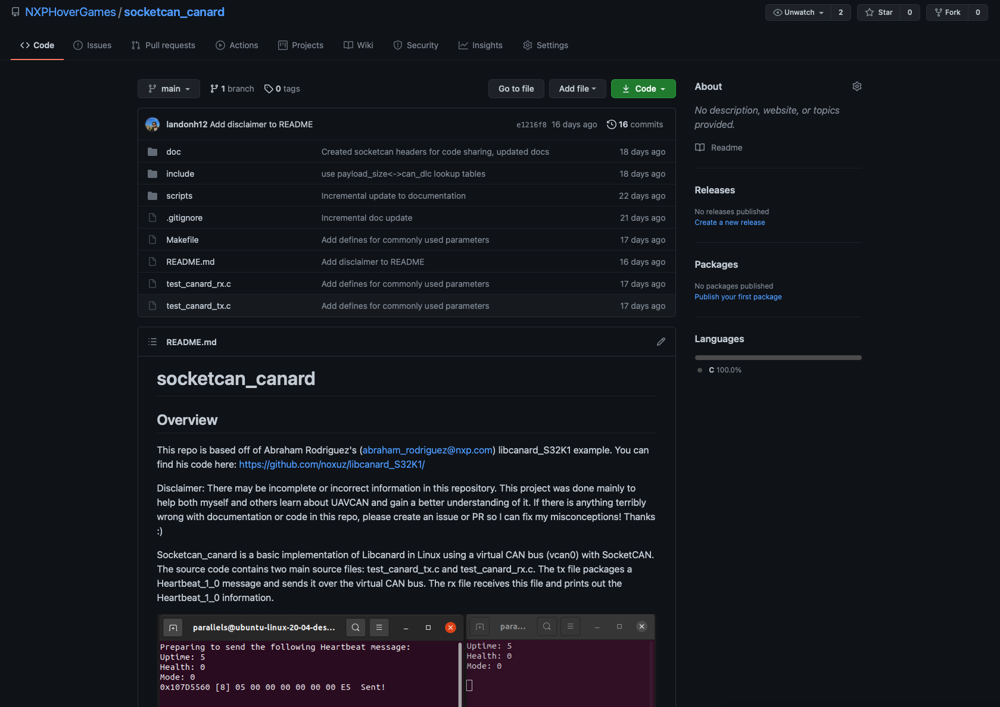 NXPHoverGames / socketcan_canard
Unwatch 2 Star 0 Fork 0
Code Issues Pull requests Actions Projects Wiki Security Insights Settings
main 1 branch 0 tags Go to file Add file Code
landonh12 Add disclaimer to README e1216f8 16 days ago 16 commits
doc Created socketcan headers for code sharing, updated docs 18 days ago
include use payload_size<->can_dlc lookup tables 18 days ago
scripts Incremental update to documentation 22 days ago
.gitignore Incremental doc update 21 days ago
Makefile Add defines for commonly used parameters 17 days ago
README.md Add disclaimer to README 16 days ago
test_canard_rx.c Add defines for commonly used parameters 17 days ago
test_canard_tx.c Add defines for commonly used parameters 17 days ago
README.md
socketcan_canard
Overview
This repo is based off of Abraham Rodriguez's (abraham_rodriguez@nxp.com) libcanard_S32K1 example. You can
find his code here: https://github.com/noxuz/libcanard_S32K1/
Disclaimer: There may be incomplete or incorrect information in this repository. This project was done mainly to
help both myself and others learn about UAVCAN and gain a better understanding of it. If there is anything terribly
wrong with documentation or code in this repo, please create an issue or PR so I can fix my misconceptions! Thanks
:)
Socketcan_canard is a basic implementation of Libcanard in Linux using a virtual CAN bus (vcan0) with SocketCAN.
The source code contains two main source files: test_canard_tx.c and test_canard_rx.c. The tx file packages a
Heartbeat_1_0 message and sends it over the virtual CAN bus. The rx file receives this file and prints out the
Heartbeat_1_0 information.
parallels@ubuntu-linux-20-04-des...
Preparing to send the following Heartbeat message:
Uptime: 5
Health: 0
Mode: 0
0x107D5560 [8] 05 00 00 00 00 00 00 E5  Sent!
para...
Uptime: 5
Health: 0
Mode: 0
About
No description, website, or topics
provided.
Readme
Releases
No releases published
Create a new release
Packages
No packages published
Publish your first package
Languages
C 100.0%